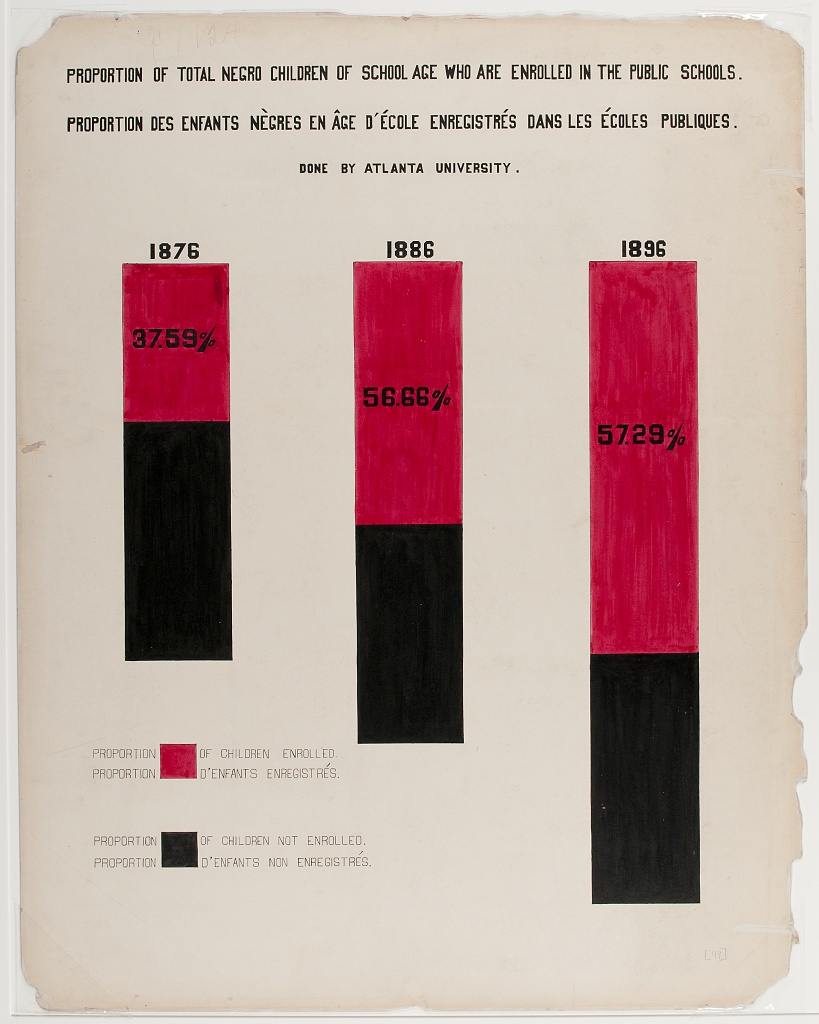 PROPORTION OF TOTAL NEGRO CHILDREN OF SCHOOL AGE WHO ARE ENROLLED IN THE PUBLIC SCHOOLS.
PROPORTION DES ENFANTS NÈGRES EN ÂGE D'ÉCOLE ENREGISTRÉS DANS LES ÉCOLES PUBLIQUES.
DONE BY ATLANTA UNIVERSITY.
1876
1886
1896
37.59%
56.66%
57.29%
PROPORTION OF CHILDREN ENROLLED.
PROPORTION D'ENFANTS ENREGISTRÉS.
PROPORTION OF CHILDREN NOT ENROLLED.
PROPORTION D'ENFANTS NON ENREGISTRÉS.